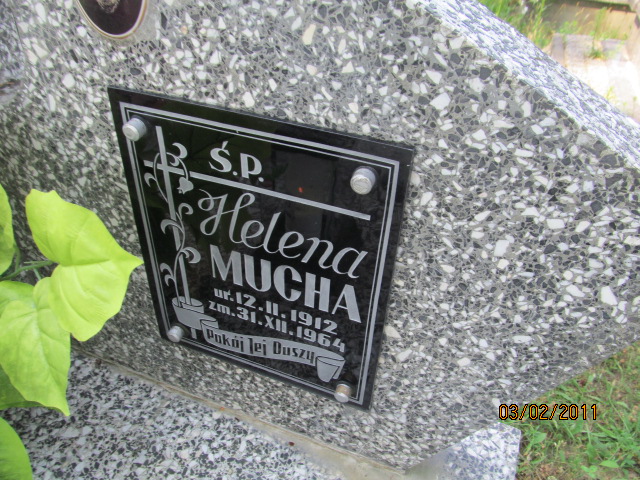 Ś.P.
Helena
MUCHA
ur. 12.II.1912
zm. 31.XII.1964
Pokój Jej Duszy
03/02/2011